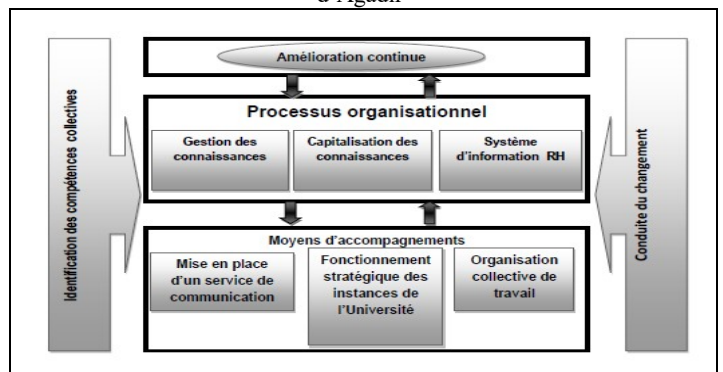 d'Agadir
Amélioration continue
Processus organisationnel
Gestion des
connaissances
Capitalisation des
connaissances
Système
d'information RH
Moyens d'accompagnements
Mise en place
d'un service de
communication
Fonctionnement
stratégique des
instances de
l'Université
Organisation
collective de
travail
Identification des compétences collectives
Conduite du changement